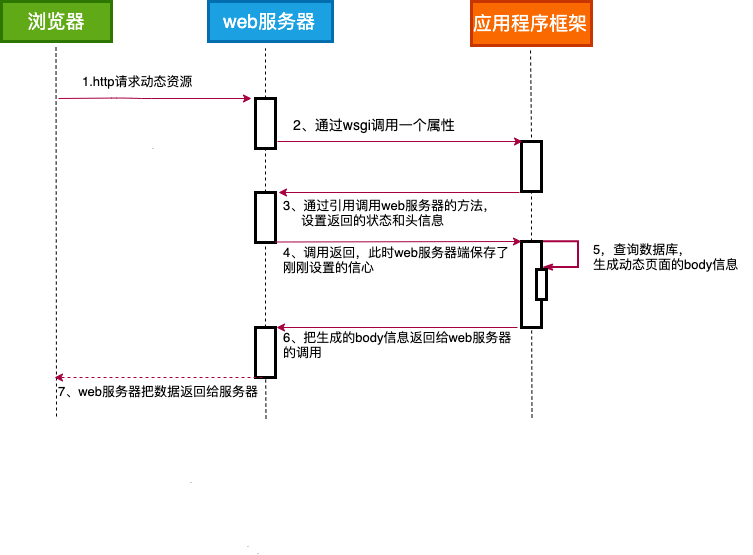 浏览器
web服务器
应用程序框架
1.http请求动态资源
2、通过wsgi调用一个属性
3、通过引用调用web服务器的方法，
设置返回的状态和头信息
4、调用返回，此时web服务器端保存了
刚刚设置的信心
5，查询数据库，
生成动态页面的body信息
6、把生成的body信息返回给web服务器
的调用
7、web服务器把数据返回给服务器